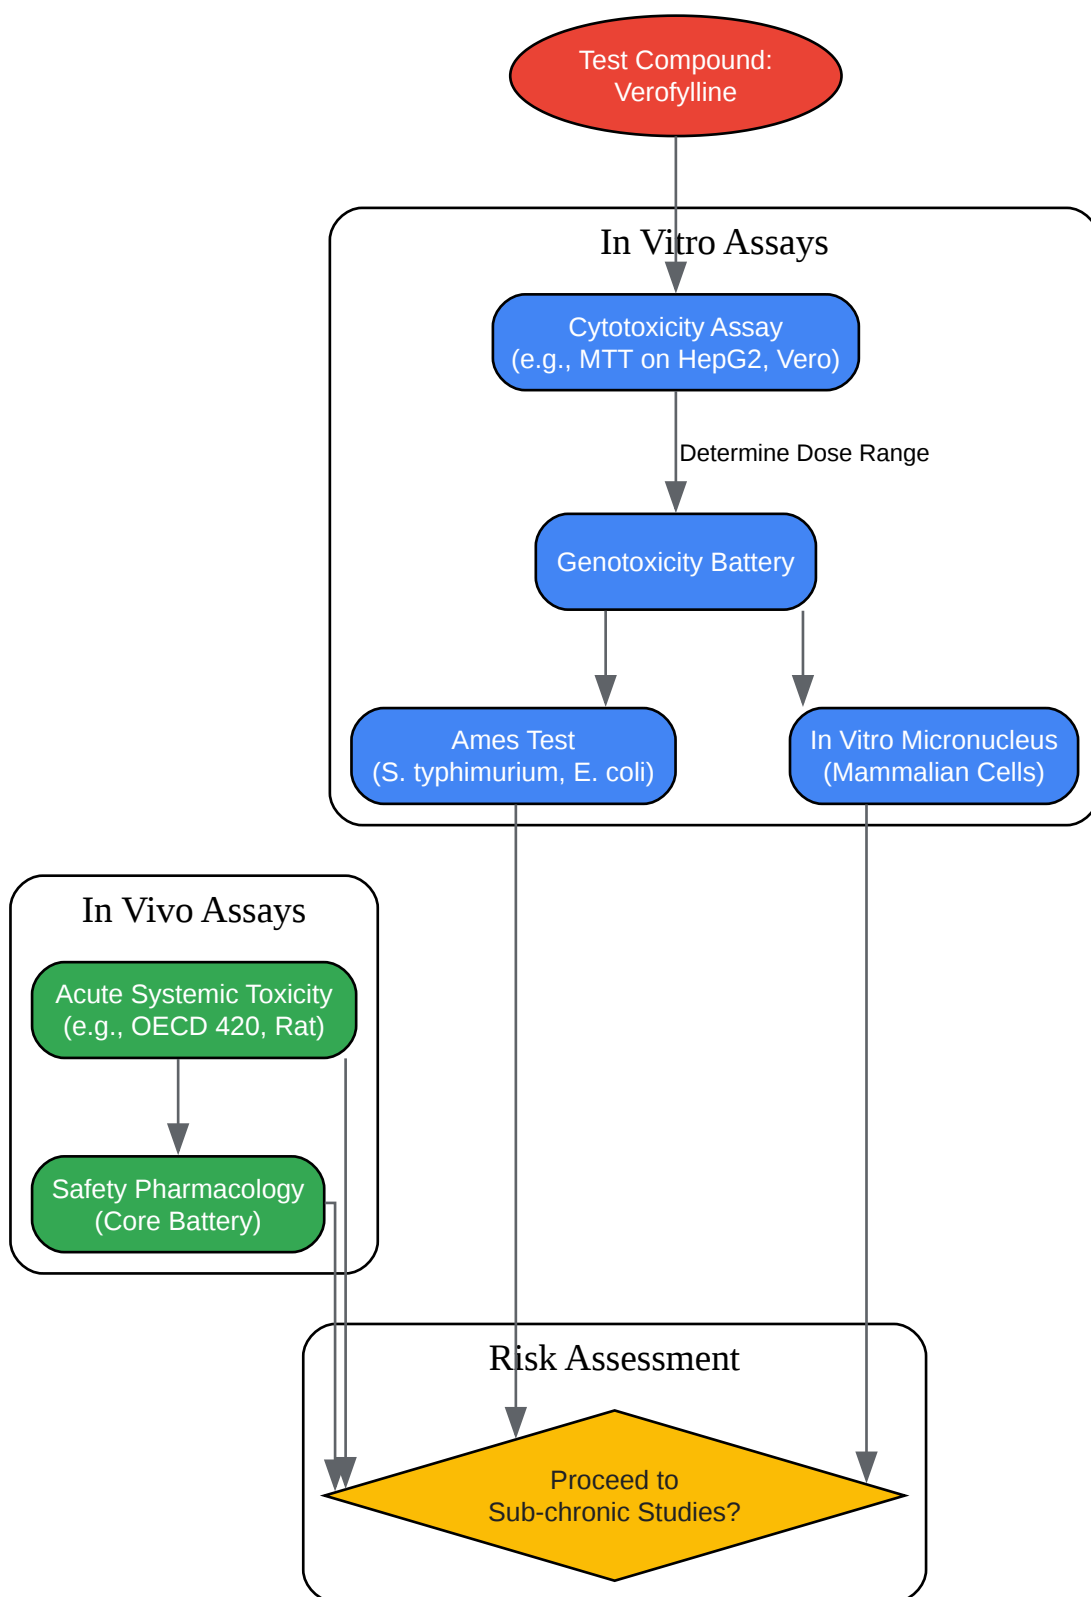 Test Compound:
Verofylline
In Vitro Assays
Cytotoxicity Assay
(e.g., MTT on HepG2, Vero)
Determine Dose Range
Genotoxicity Battery
Ames Test
(S. typhimurium, E. coli)
In Vitro Micronucleus
(Mammalian Cells)
In Vivo Assays
Acute Systemic Toxicity
(e.g., OECD 420, Rat)
Safety Pharmacology
(Core Battery)
Risk Assessment
Proceed to
Sub-chronic Studies?